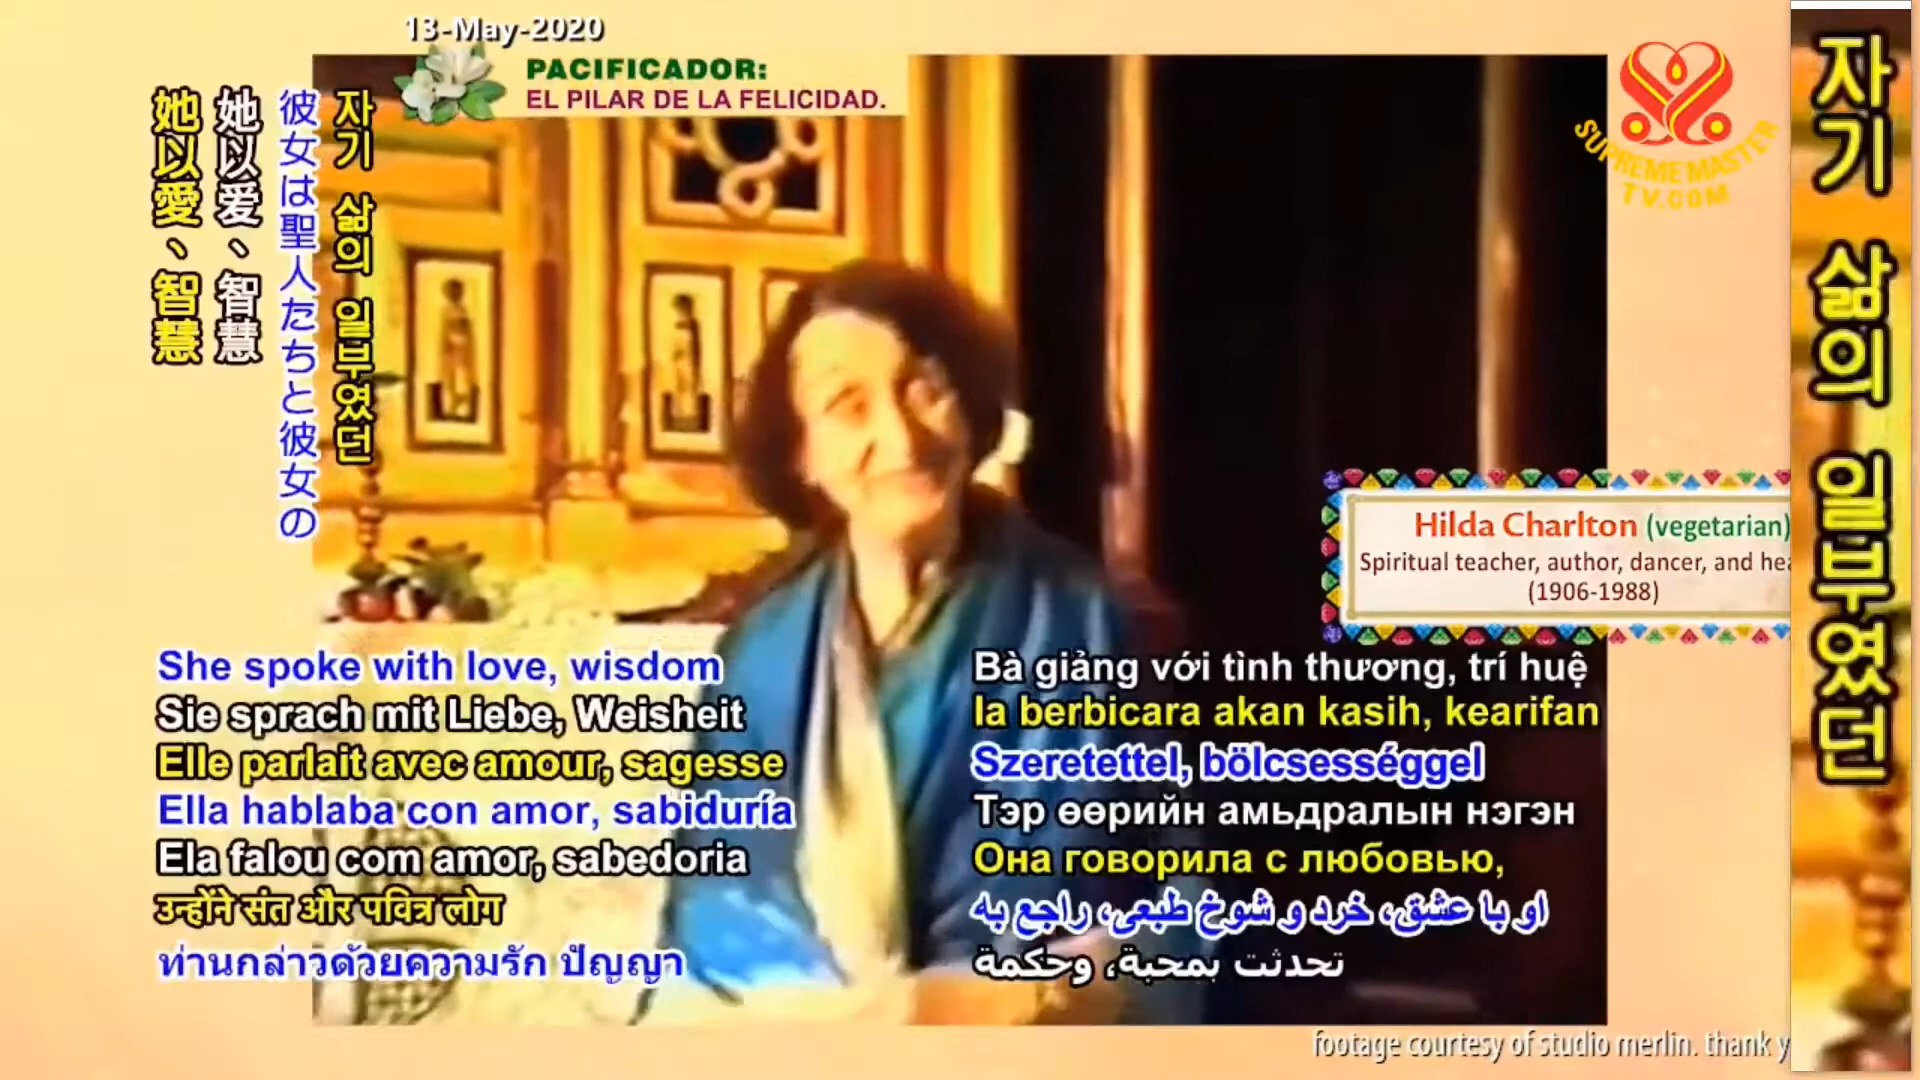 13-May-2020
PACIFICADOR:
EL PILAR DE LA FELICIDAD.
SUPREME MASTER
TV.COM
자기 삶의 일부였던
彼女は聖人たちと彼女の
她以爱、智慧
她以愛、智慧
자기 삶의 일부였던
Hilda Charlton (vegetarian)
Spiritual teacher, author, dancer, and hea
(1906-1988)
She spoke with love, wisdom
Sie sprach mit Liebe, Weisheit
Elle parlait avec amour, sagesse
Ella hablaba con amor, sabiduría
Ela falou com amor, sabedoria
उन्होंने संत और पवित्र लोग
ท่านกล่าวด้วยความรัก ปัญญา
Bà giảng với tình thương, trí huệ
Ia berbicara akan kasih, kearifan
Szeretettel, bölcsességgel
Тэр өөрийн амьдралын нэгэн
Она говорила с любовью,
او با عشق، خرد و شوخ طبعی، راجع به
تحدثت بمحبة، وحكمة
footage courtesy of studio merlin. thank y